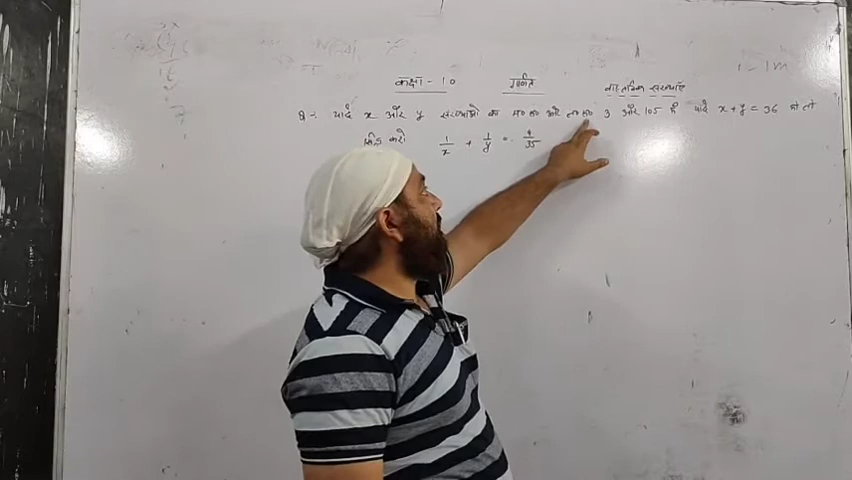 कक्षा - 10 गणित वास्तविक संख्याएँ
Q:- यदि x और y संख्याओं का म०स० और ल०स० 3 और 105 है यदि x + y = 36 हो तो
सिद्ध करो 1/x + 1/y = 4/35